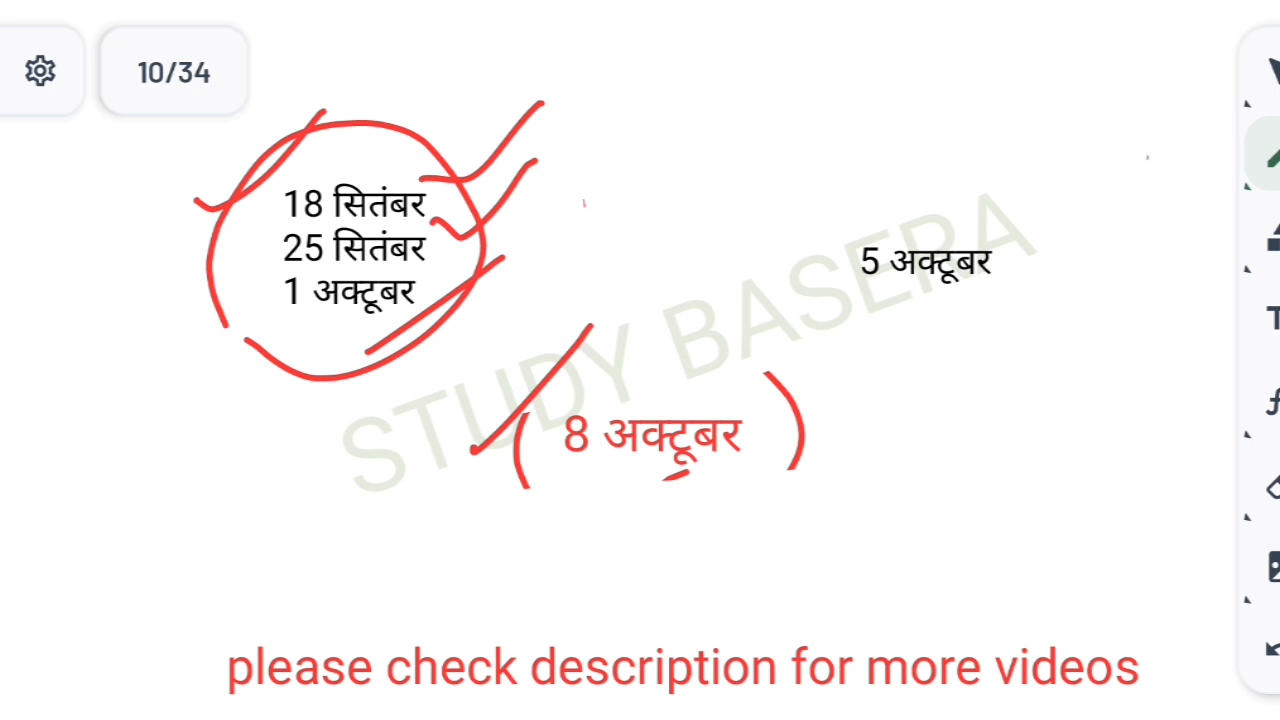 10/34
18 सितंबर
25 सितंबर
1 अक्टूबर
5 अक्टूबर
STUDY BASERA
( 8 अक्टूबर )
please check description for more videos